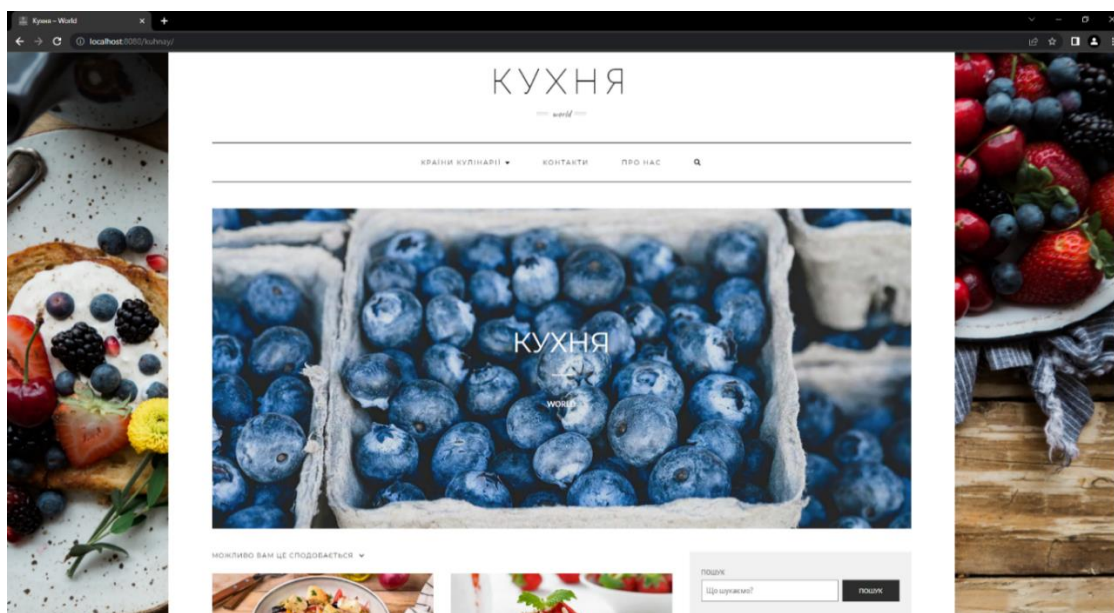 Кухня – World
localhost:8080/kuhnay/
КУХНЯ
world
КРАЇНИ КУЛІНАРІЇ
КОНТАКТИ
ПРО НАС
КУХНЯ
WORLD
МОЖЛИВО ВАМ ЦЕ СПОДОБАЄТЬСЯ
ПОШУК
Що шукаємо?
ПОШУК